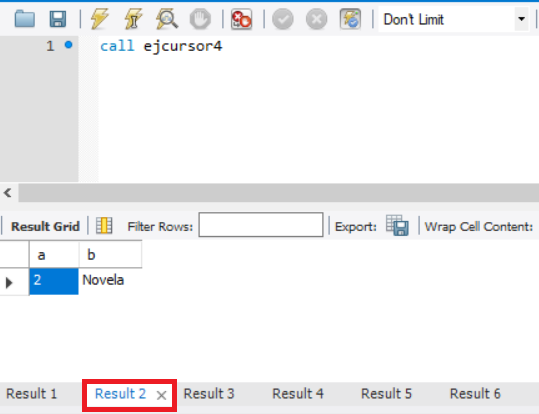 Don't Limit
1 call ejcursor4
Result Grid Filter Rows: Export: Wrap Cell Content:
a b
2 Novela
Result 1 Result 2 Result 3 Result 4 Result 5 Result 6